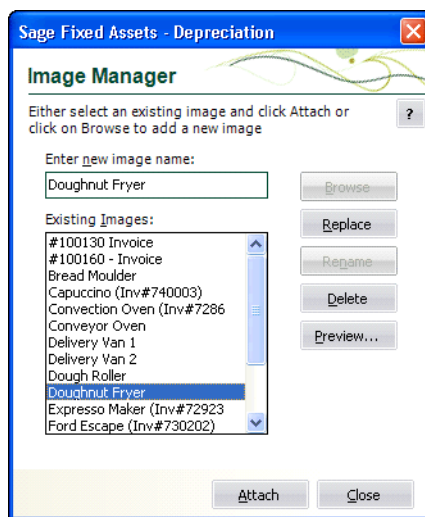 Sage Fixed Assets - Depreciation
Image Manager
Either select an existing image and click Attach or
click on Browse to add a new image
?
Enter new image name:
Doughnut Fryer
Browse
Existing Images:
Replace
#100130 Invoice
#100160 - Invoice
Bread Moulder
Capuccino (Inv#740003)
Convection Oven (Inv#7286
Conveyor Oven
Delivery Van 1
Delivery Van 2
Dough Roller
Doughnut Fryer
Expresso Maker (Inv#72923
Ford Escape (Inv#730202)
Rename
Delete
Preview...
Attach
Close